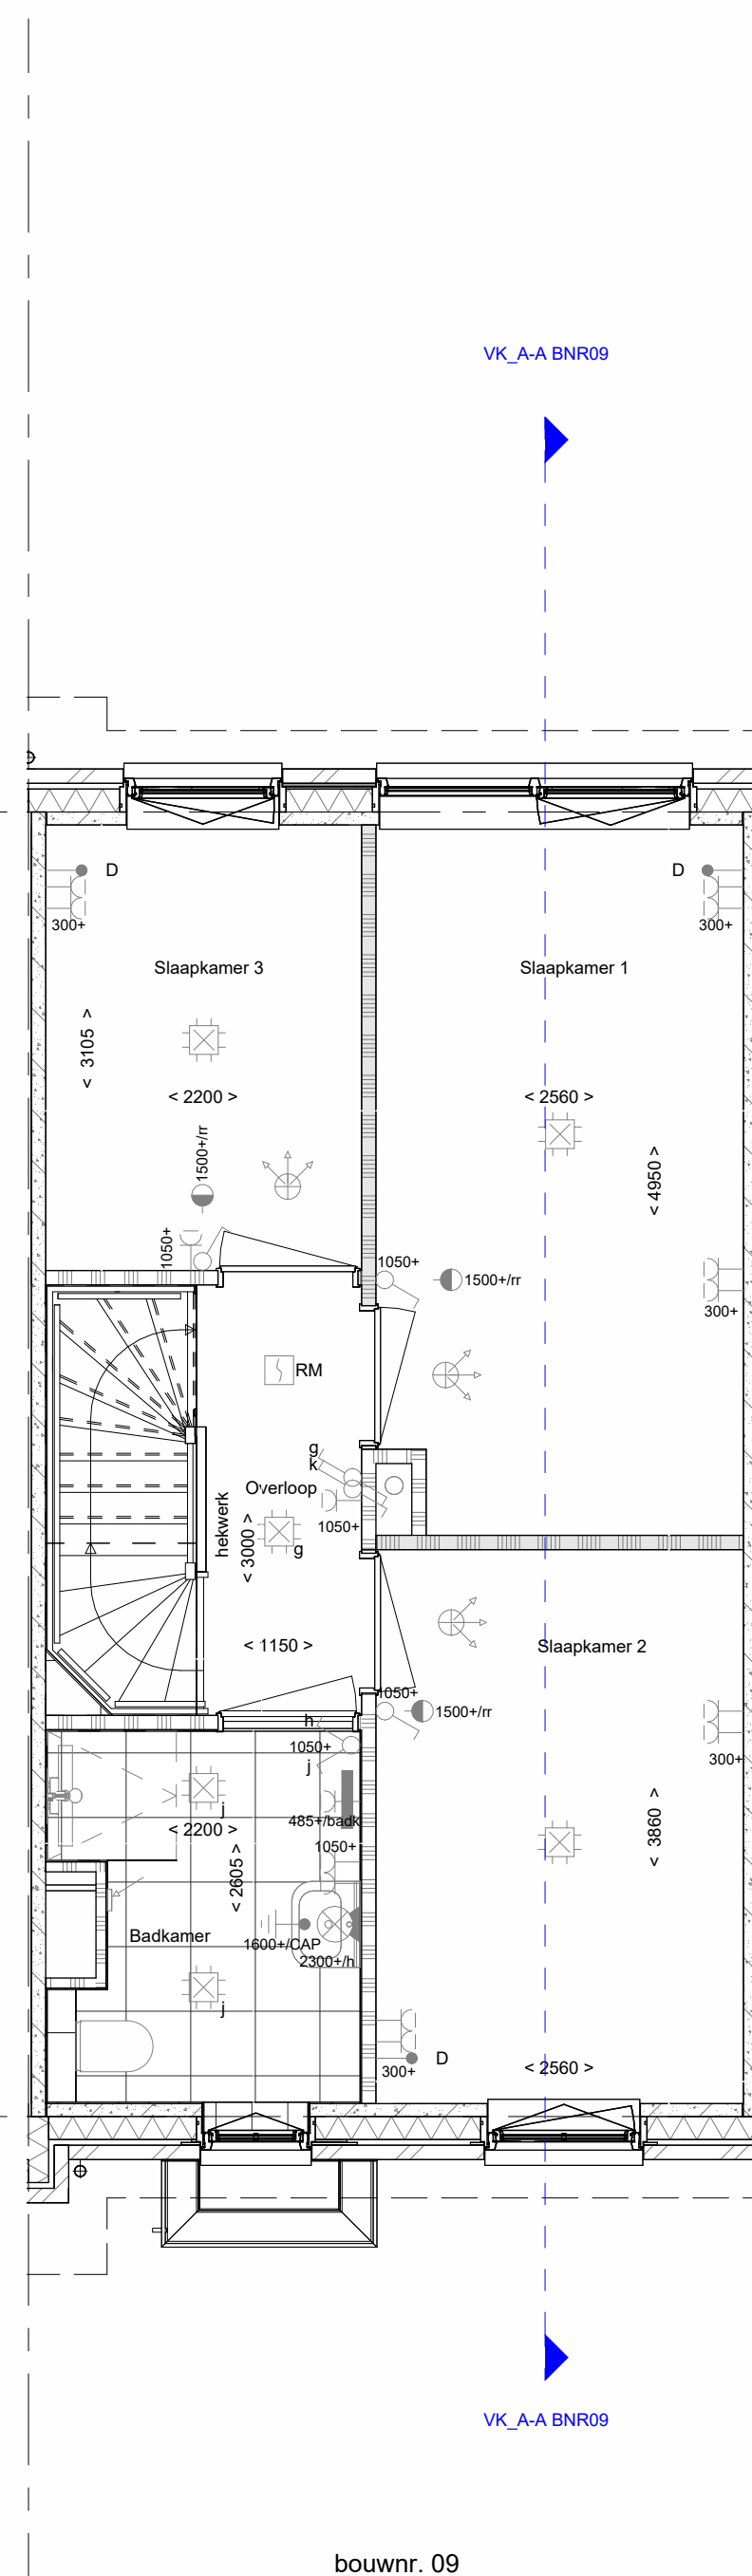 VK_A-A BNR09
D
D
300+
300+
Slaapkamer 3
Slaapkamer 1
< 3105 >
< 2200 >
< 2560 >
1500+/rr
< 4950 >
1050+
1050+
1500+/rr
300+
RM
g
k
Overloop
hekwerk
< 3000 >
1050+
g
< 1150 >
Slaapkamer 2
1050+
1500+/rr
h
1050+
j
300+
j
485+/badk
< 2200 >
1050+
< 2605 >
< 3860 >
Badkamer
1600+/CAP
2300+/h
j
D
300+
< 2560 >
VK_A-A BNR09
bouwnr. 09